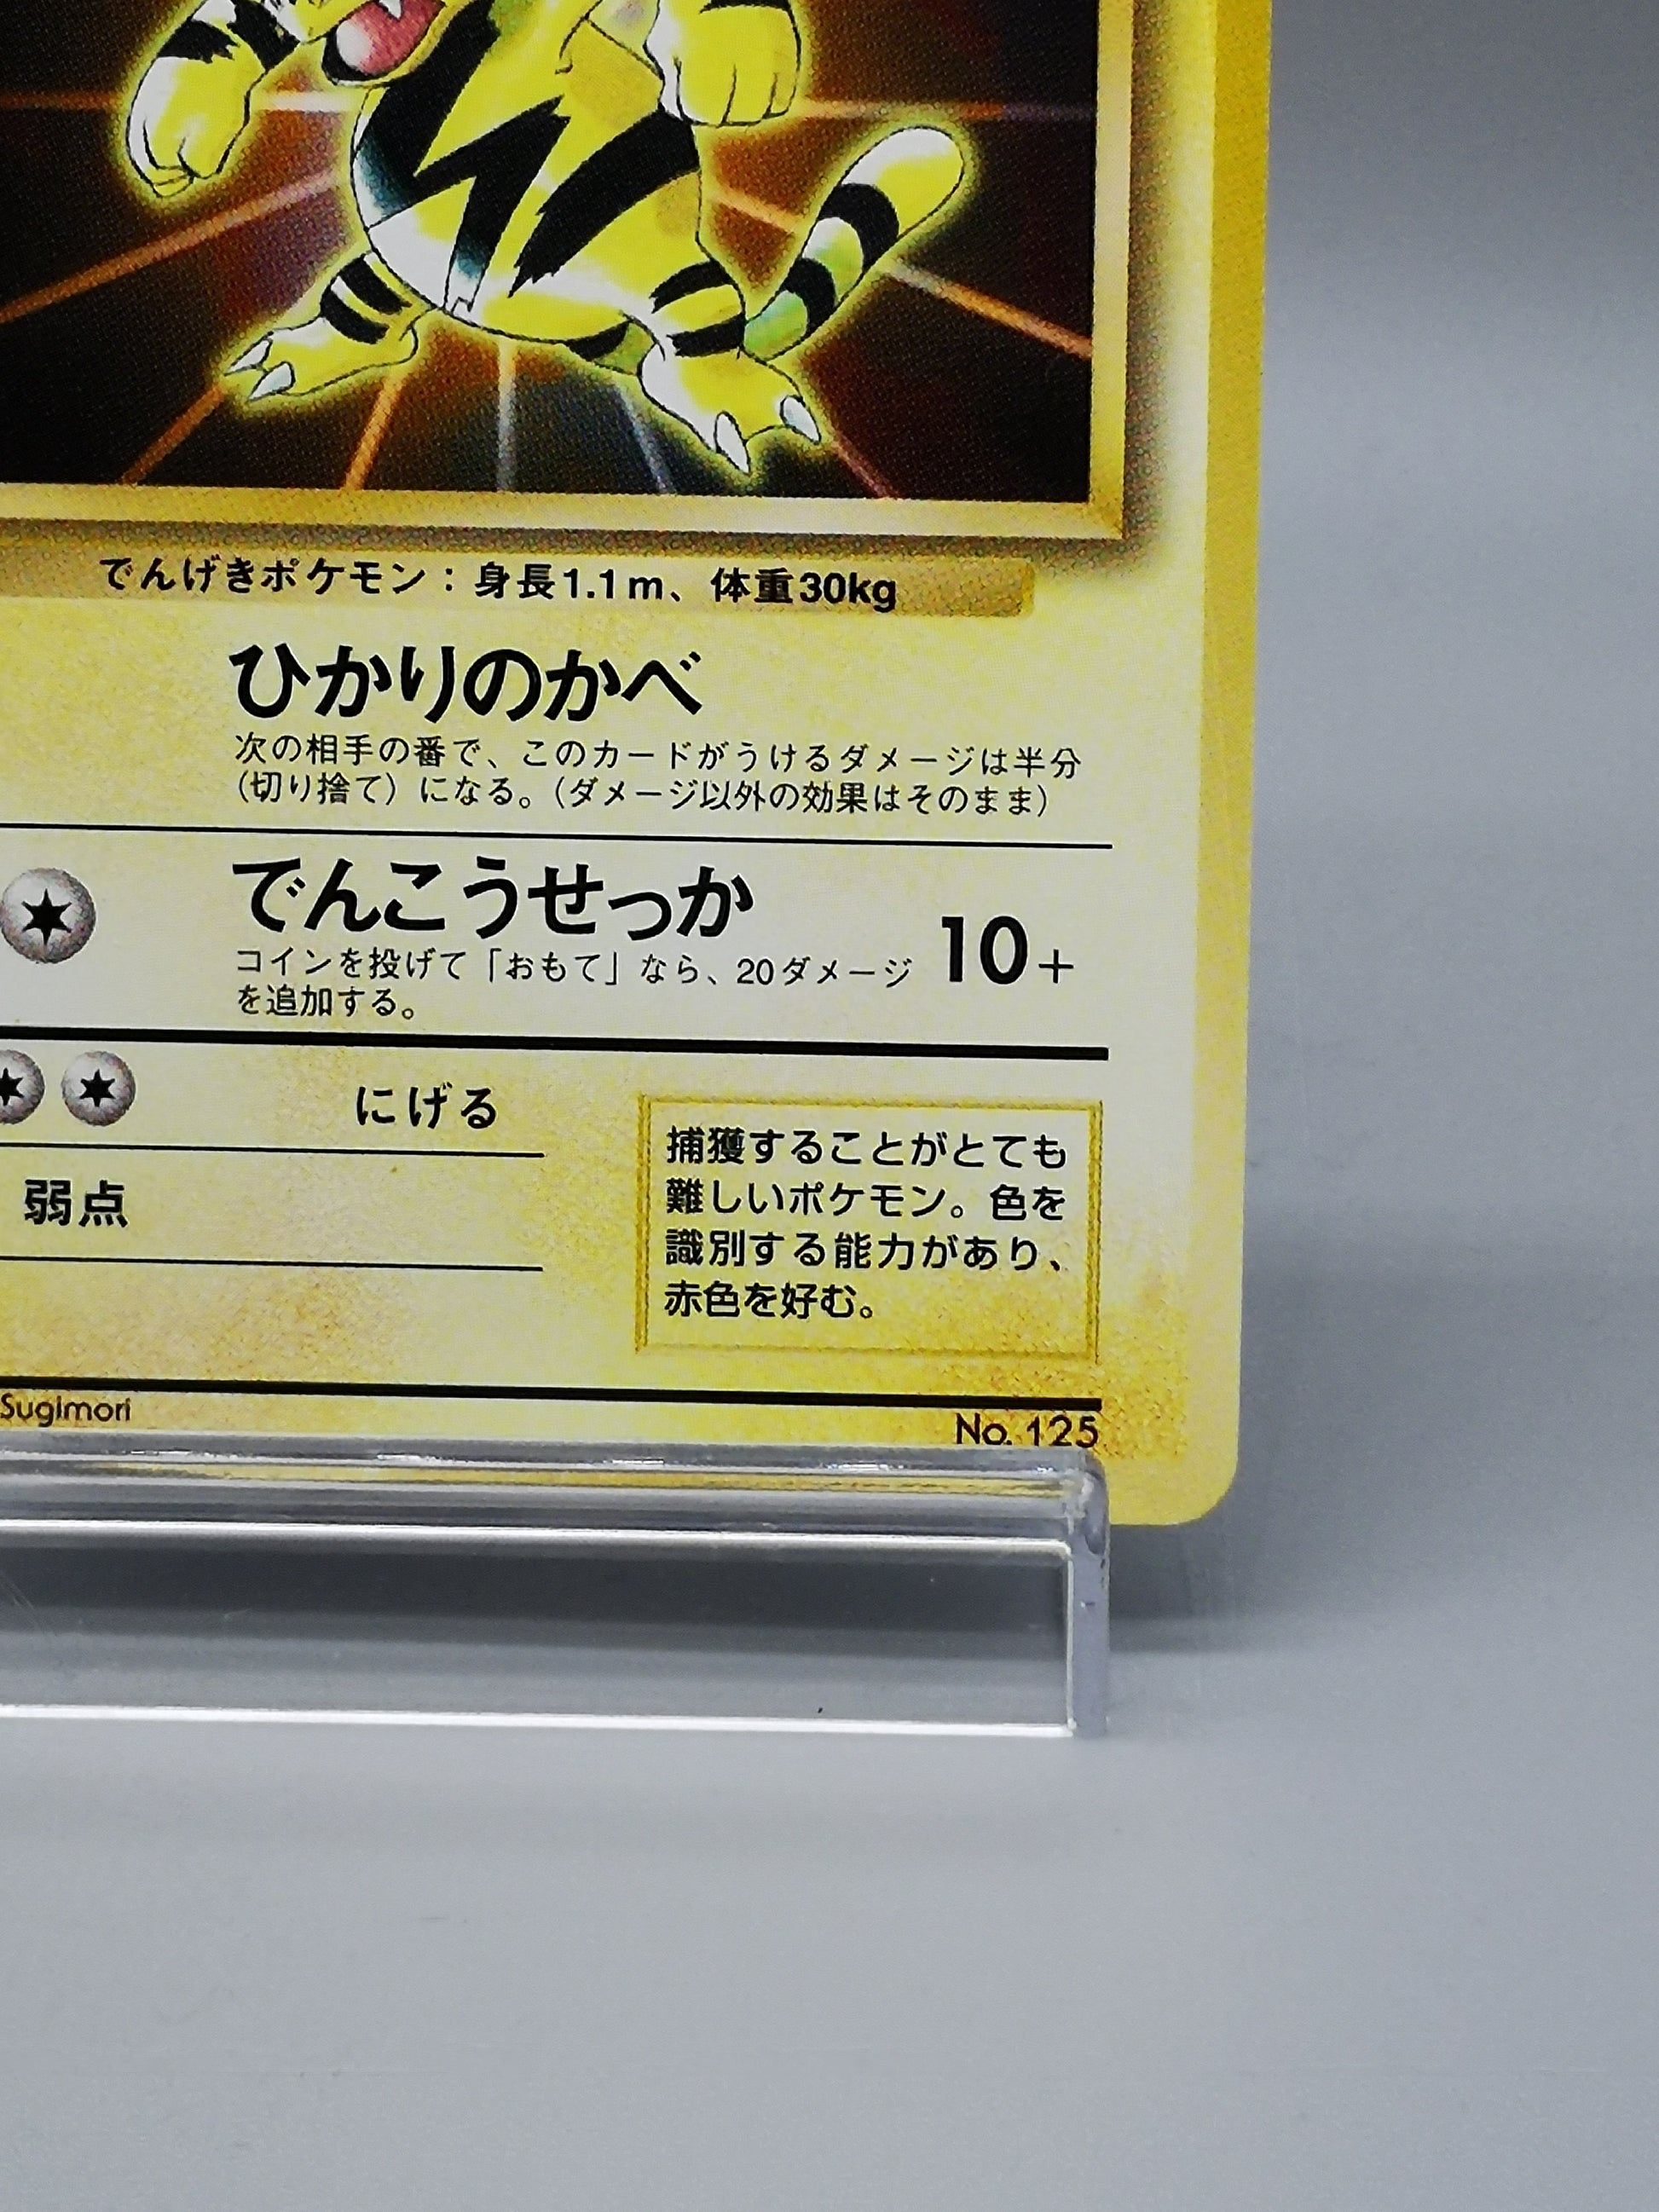 でんげきポケモン：身長1.1m、体重30kg
ひかりのかべ
次の相手の番で、このカードがうけるダメージは半分
(切り捨て)になる。(ダメージ以外の効果はそのまま)
でんこうせっか
コインを投げて「おもて」なら、20ダメージ
を追加する。
10+
にげる
弱点
捕獲することがとても
難しいポケモン。色を
識別する能力があり、
赤色を好む。
Sugimori
No. 125